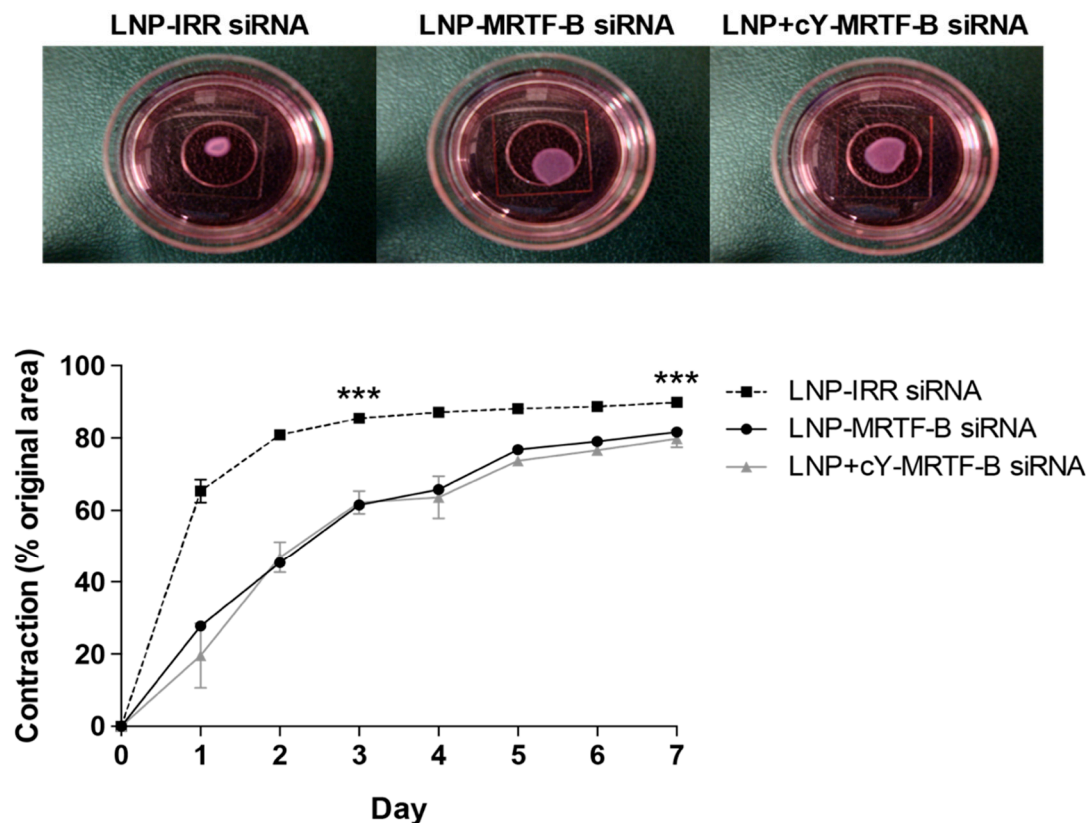 LNP-IRR siRNA
LNP-MRTF-B siRNA
LNP+cY-MRTF-B siRNA
Contraction (% original area)
100
80
60
40
20
0
***
***
0 1 2 3 4 5 6 7
Day
LNP-IRR siRNA
LNP-MRTF-B siRNA
LNP+cY-MRTF-B siRNA